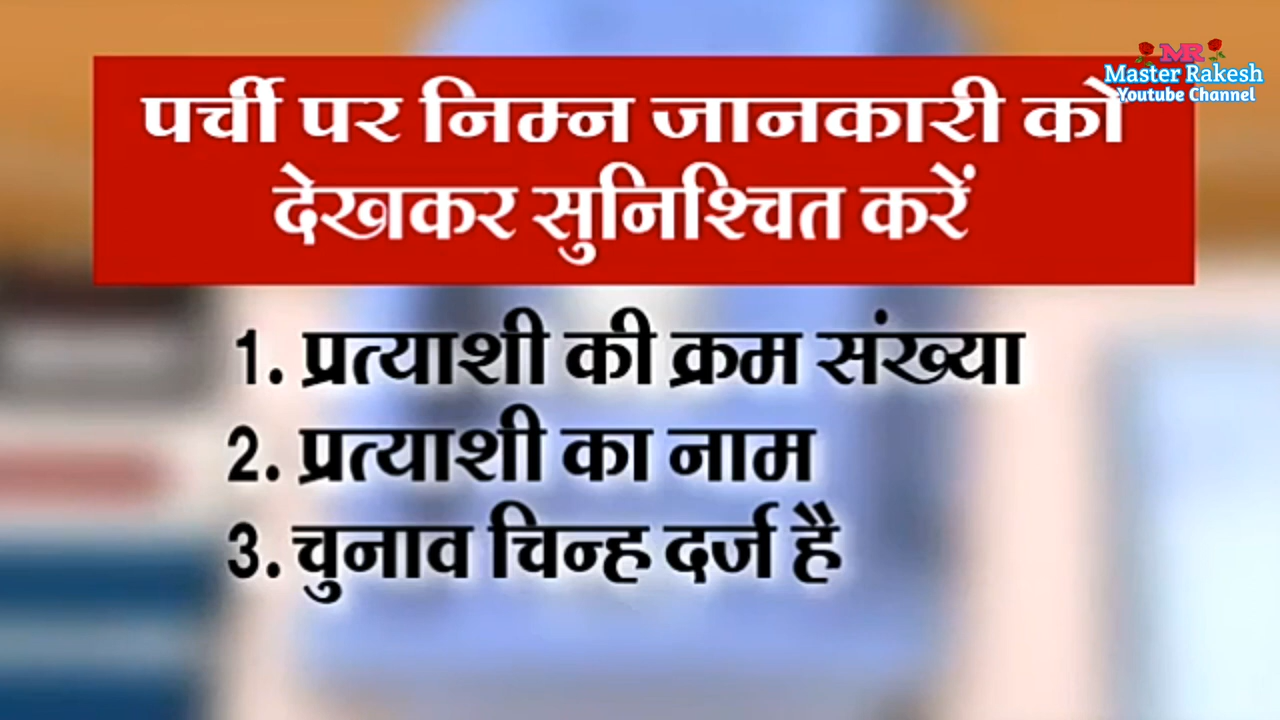 MR
Master Rakesh
Youtube Channel
पर्ची पर निम्न जानकारी को
देखकर सुनिश्चित करें
1. प्रत्याशी की क्रम संख्या
2. प्रत्याशी का नाम
3. चुनाव चिन्ह दर्ज है